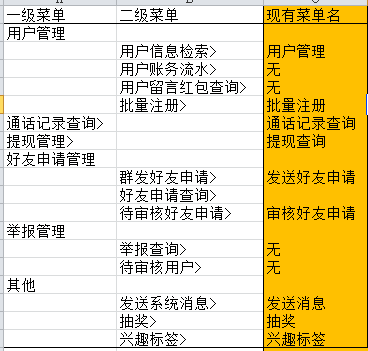 一级菜单 二级菜单 现有菜单名
用户管理
用户信息检索> 用户管理
用户账务流水> 无
用户留言红包查询> 无
批量注册> 批量注册
通话记录查询> 通话记录查询
提现管理> 提现查询
好友申请管理
群发好友申请> 发送好友申请
好友申请查询>
待审核好友申请> 审核好友申请
举报管理
举报查询> 无
待审核用户> 无
其他
发送系统消息> 发送消息
抽奖> 抽奖
兴趣标签> 兴趣标签